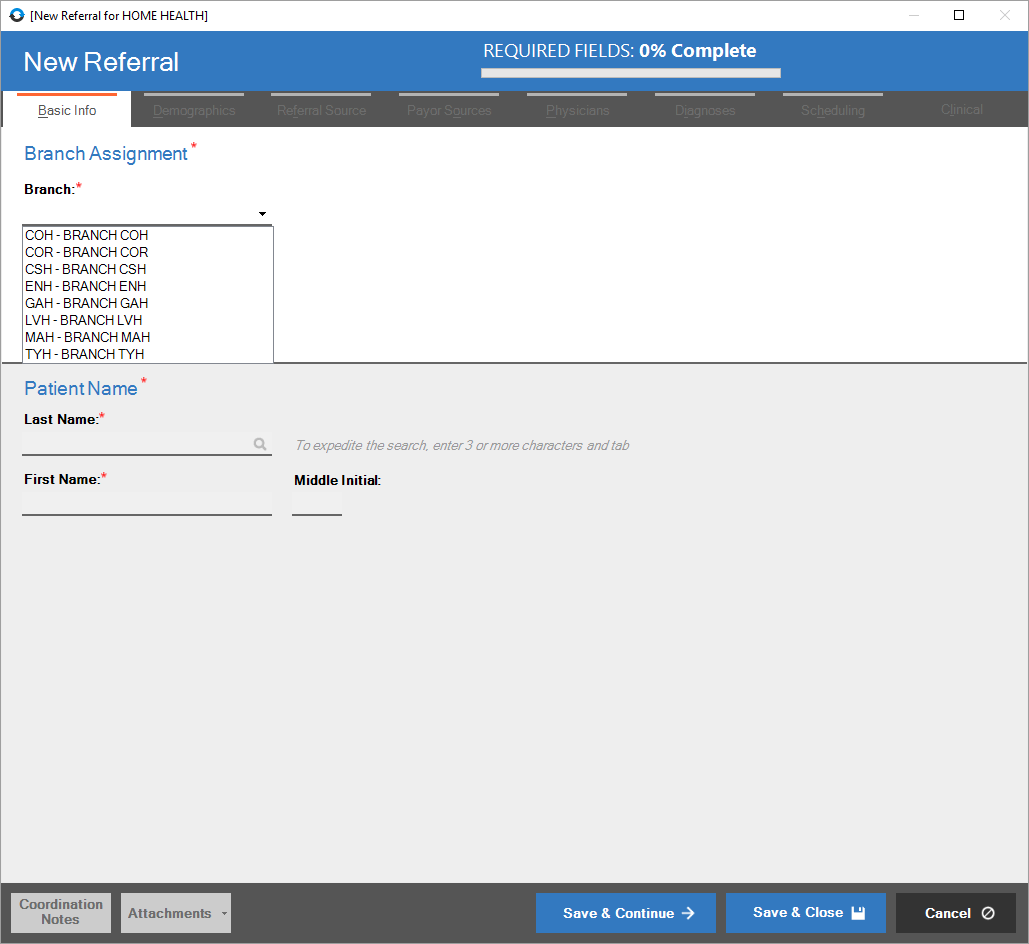 [New Referral for HOME HEALTH]
New Referral
REQUIRED FIELDS: 0% Complete
Basic Info
Demographics
Referral Source
Payor Sources
Physicians
Diagnoses
Scheduling
Clinical
Branch Assignment *
Branch:*
COH - BRANCH COH
COR - BRANCH COR
CSH - BRANCH CSH
ENH - BRANCH ENH
GAH - BRANCH GAH
LVH - BRANCH LVH
MAH - BRANCH MAH
TYH - BRANCH TYH
Patient Name *
Last Name:*
To expedite the search, enter 3 or more characters and tab
First Name:*
Middle Initial:
Coordination
Notes
Attachments
Save & Continue
Save & Close
Cancel